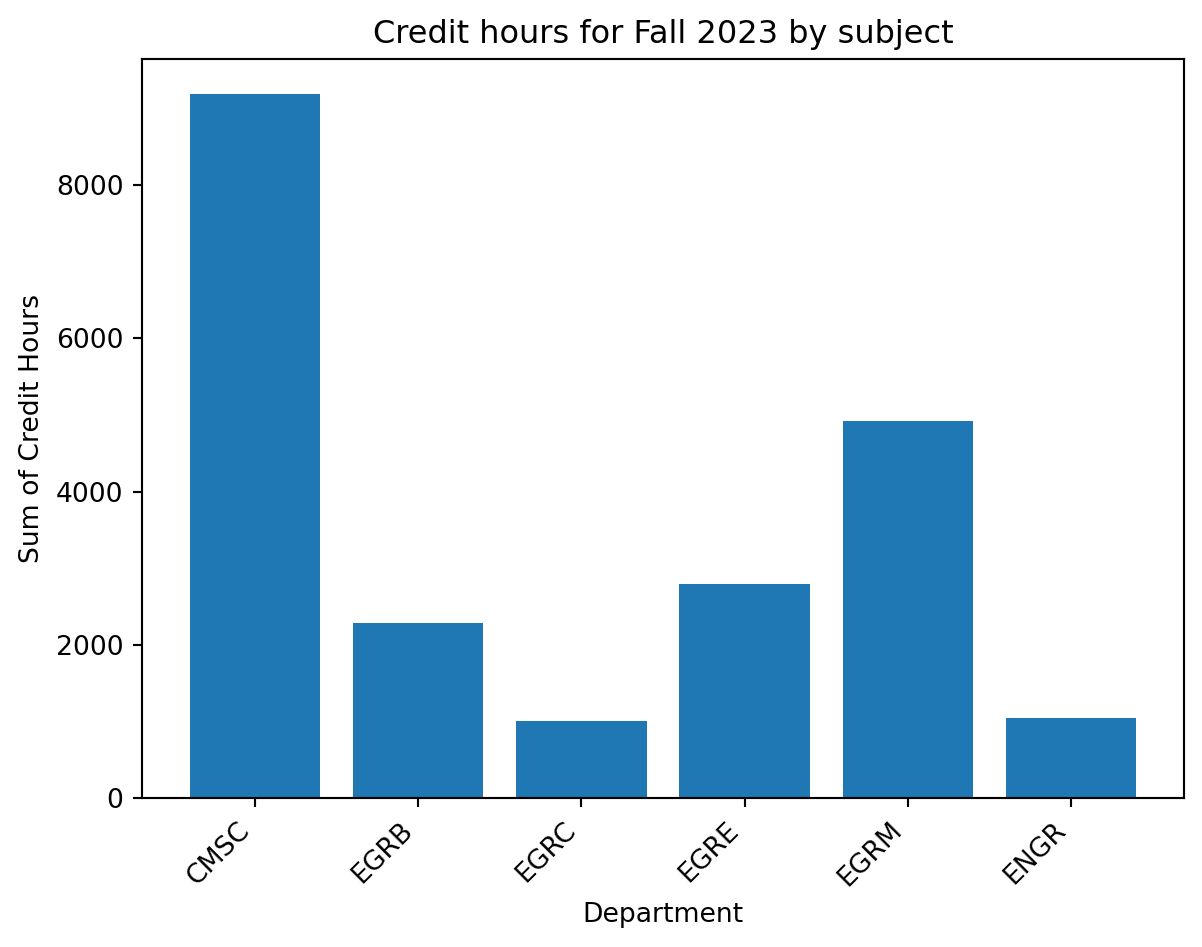 Credit hours for Fall 2023 by subject
Sum of Credit Hours
8000
6000
4000
2000
0
CMSC
EGRB
EGRC
EGRE
EGRM
ENGR
Department